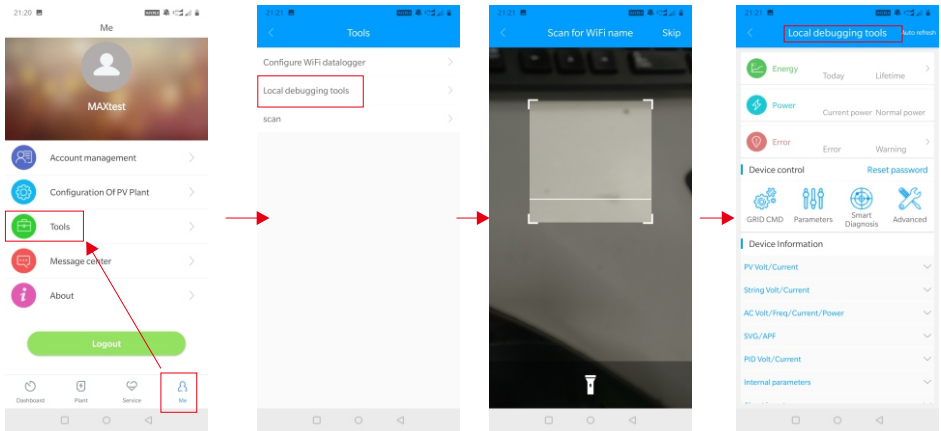 21:20
Me
MAXtest
Account management
Configuration Of PV Plant
Tools
Message center
About
Logout
Dashboard
Plant
Service
Me
21:21
Tools
Configure WiFi datalogger
Local debugging tools
scan
21:21
Scan for WiFi name
Skip
21:21
Local debugging tools
Auto refresh
Energy
Today
Lifetime
Power
Current power
Normal power
Error
Error
Warning
Device control
Reset password
GRID CMD
Parameters
Smart
Diagnosis
Advanced
Device Information
PV Volt/Current
String Volt/Current
AC Volt/Freq/Current/Power
SVG/APF
PID Volt/Current
Internal parameters